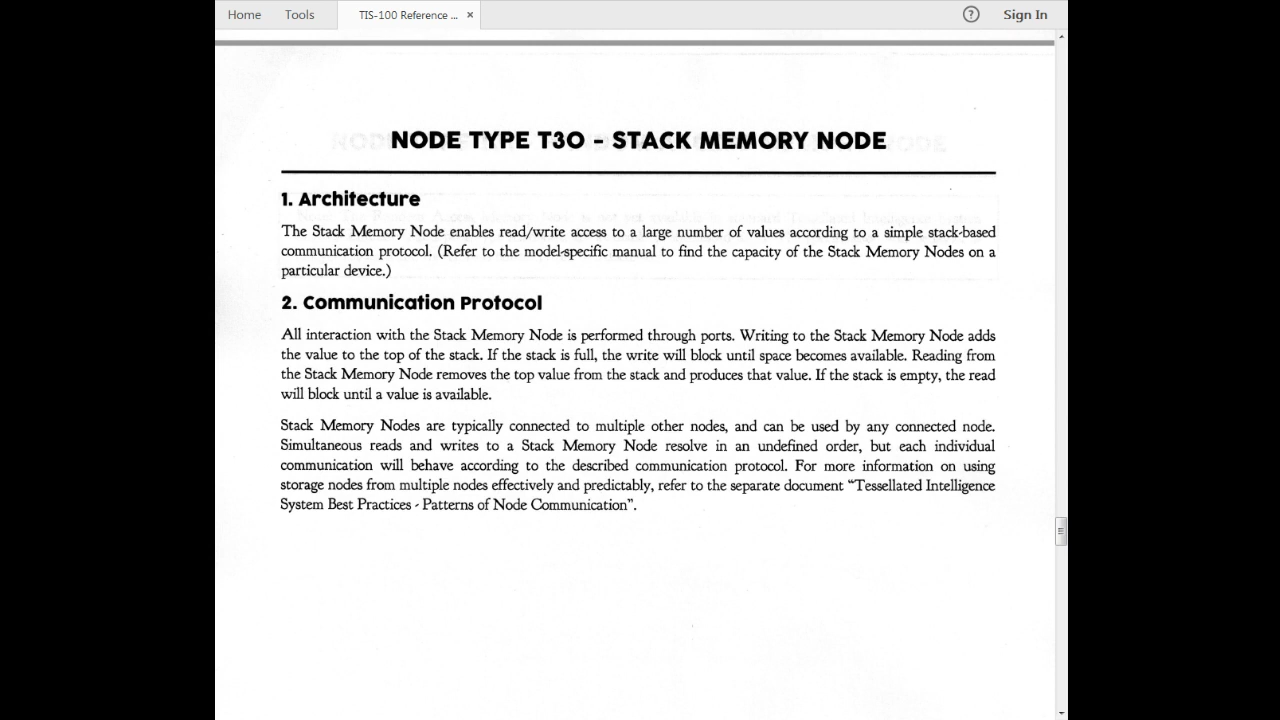 Home
Tools
TIS-100 Reference ...
×
?
Sign In
NODE TYPE T30 - STACK MEMORY NODE
1. Architecture
The Stack Memory Node enables read/write access to a large number of values according to a simple stack-based
communication protocol. (Refer to the model-specific manual to find the capacity of the Stack Memory Nodes on a
particular device.)
2. Communication Protocol
All interaction with the Stack Memory Node is performed through ports. Writing to the Stack Memory Node adds
the value to the top of the stack. If the stack is full, the write will block until space becomes available. Reading from
the Stack Memory Node removes the top value from the stack and produces that value. If the stack is empty, the read
will block until a value is available.
Stack Memory Nodes are typically connected to multiple other nodes, and can be used by any connected node.
Simultaneous reads and writes to a Stack Memory Node resolve in an undefined order, but each individual
communication will behave according to the described communication protocol. For more information on using
storage nodes from multiple nodes effectively and predictably, refer to the separate document “Tessellated Intelligence
System Best Practices - Patterns of Node Communication”.